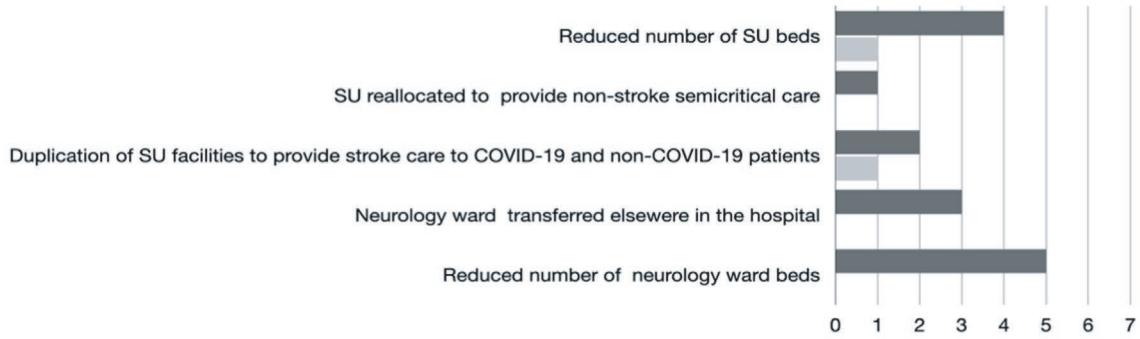 Reduced number of SU beds
SU reallocated to provide non-stroke semicritical care
Duplication of SU facilities to provide stroke care to COVID-19 and non-COVID-19 patients
Neurology ward transferred elsewere in the hospital
Reduced number of neurology ward beds
0 1 2 3 4 5 6 7